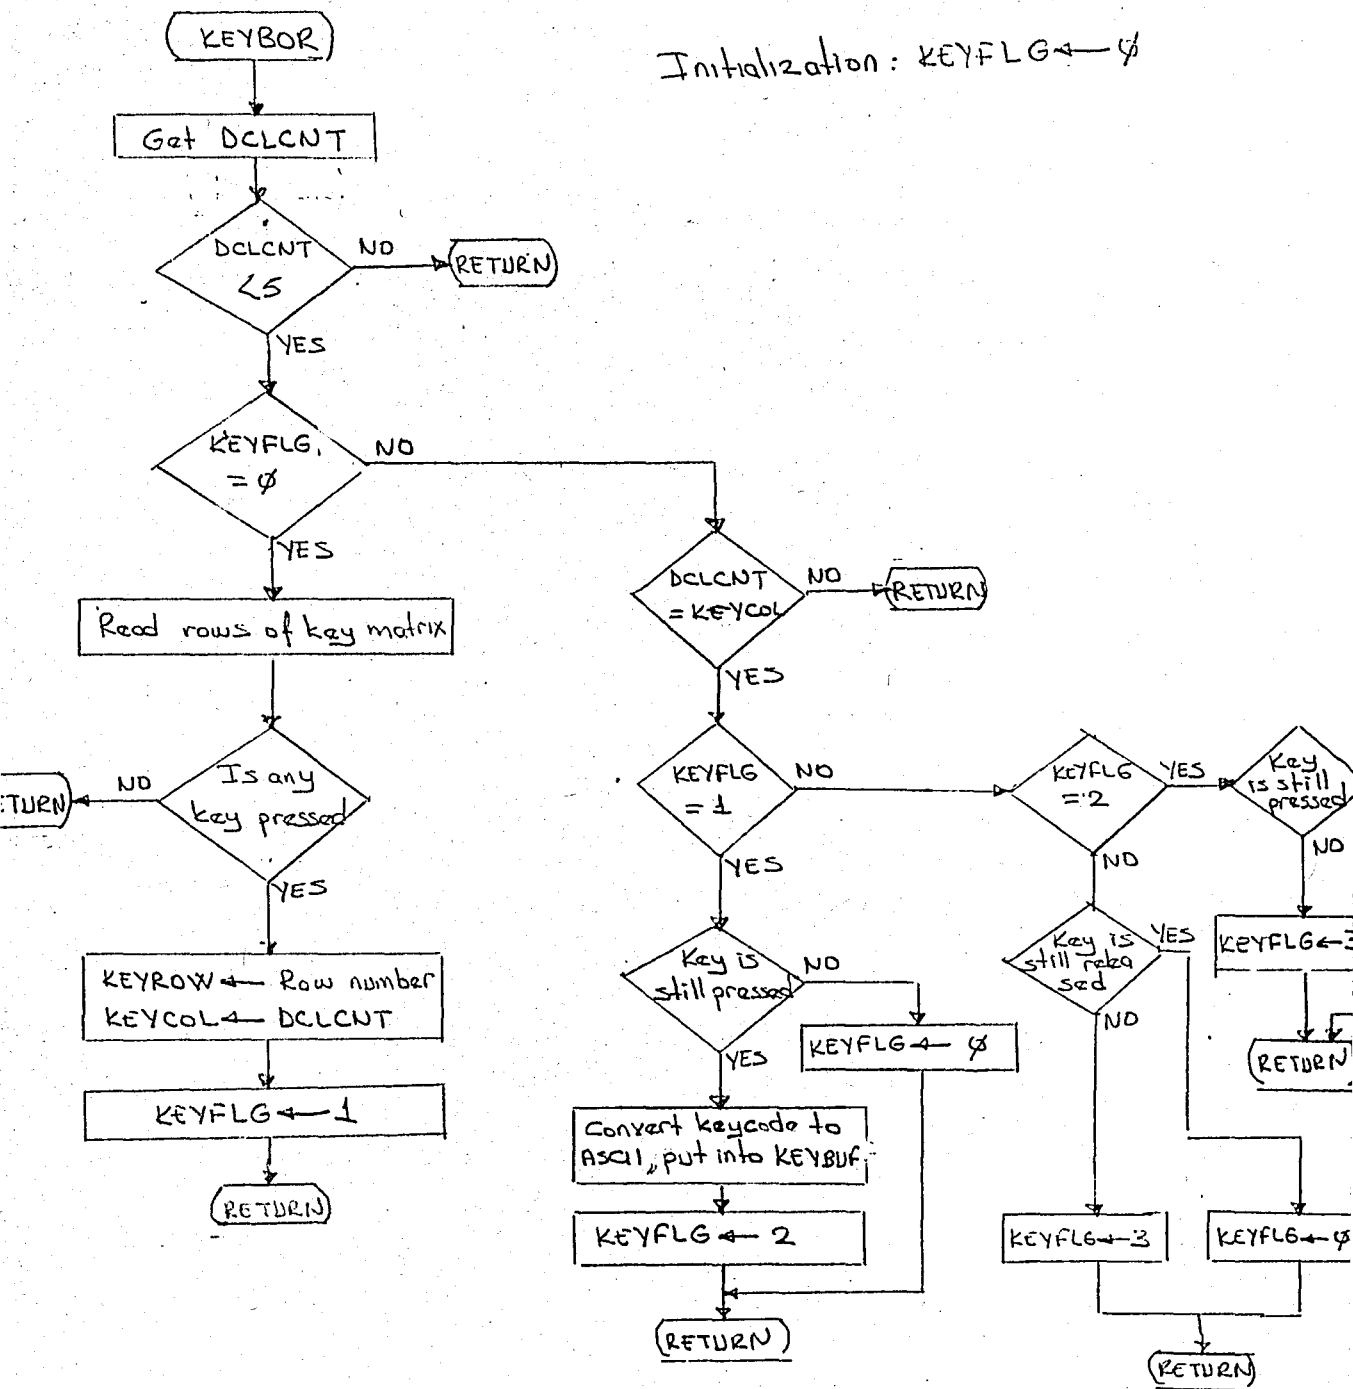 KEYBOR
Initialization: KEYFLG ← ∅
Get DCLCNT
DCLCNT
<5
NO
RETURN
YES
KEYFLG
= ∅
NO
YES
Read rows of key matrix
DCLCNT
= KEYCOL
NO
RETURN
YES
Is any
key pressed
NO
ETURN
YES
KEYROW ← Row number
KEYCOL ← DCLCNT
KEYFLG ← 1
RETURN
KEYFLG
= 1
NO
YES
Key is
still pressed
NO
KEYFLG ← ∅
YES
Convert keycode to
ASCII, put into KEYBUF
KEYFLG ← 2
RETURN
KEYFLG
= 2
YES
NO
Key
is still
pressed
NO
KEYFLG ← 3
RETURN
Key is
still relea
sed
YES
NO
KEYFLG ← 3
KEYFLG ← ∅
RETURN